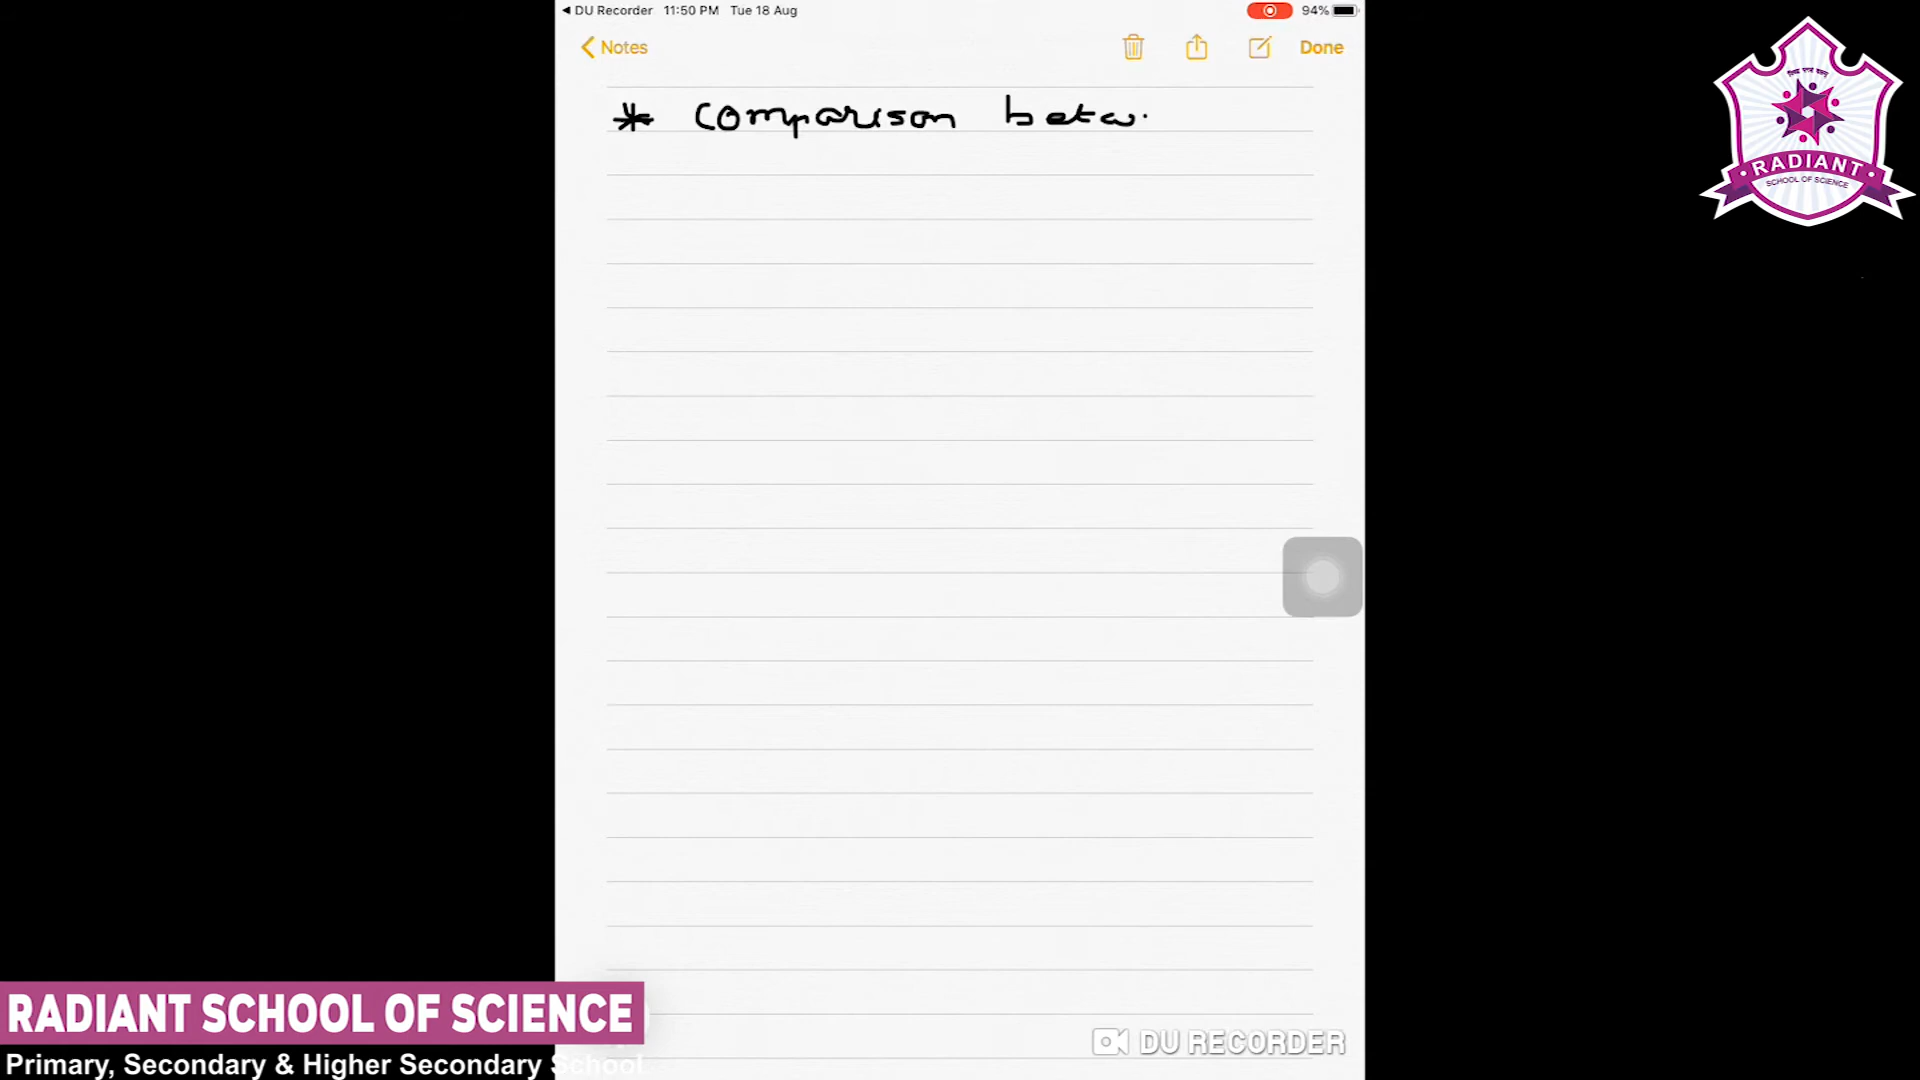 DU Recorder 11:50 PM Tue 18 Aug 94%
Notes Done
* comparison betw.
RADIANT
SCHOOL OF SCIENCE
RADIANT SCHOOL OF SCIENCE
Primary, Secondary & Higher Secondary School
DU RECORDER